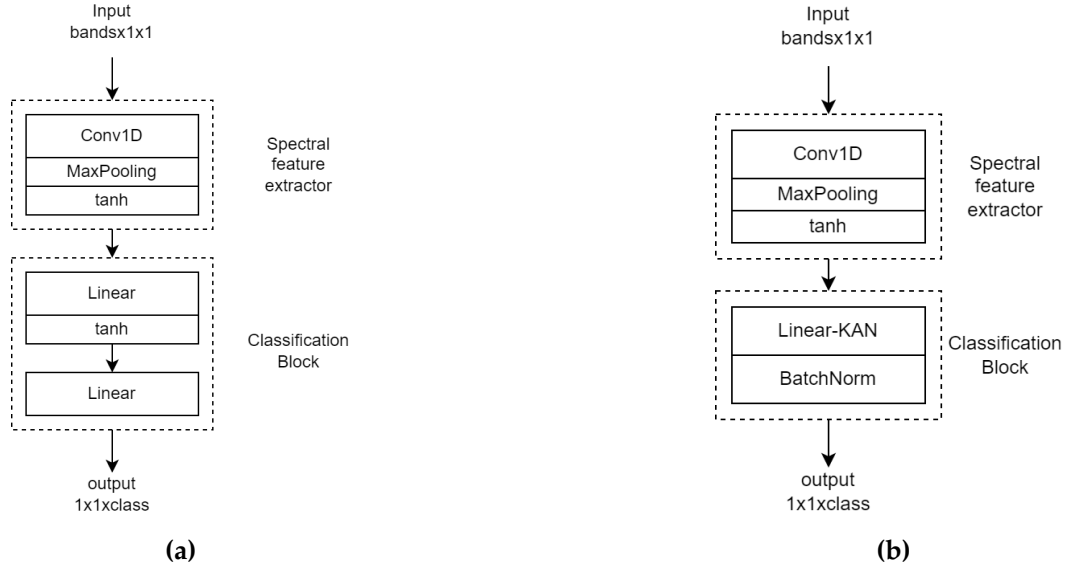 Input
bandsx1x1
Conv1D
MaxPooling
tanh
Spectral
feature
extractor
Linear
tanh
Linear
Classification
Block
output
1x1xclass
(a)
Input
bandsx1x1
Conv1D
MaxPooling
tanh
Spectral
feature
extractor
Linear-KAN
BatchNorm
Classification
Block
output
1x1xclass
(b)